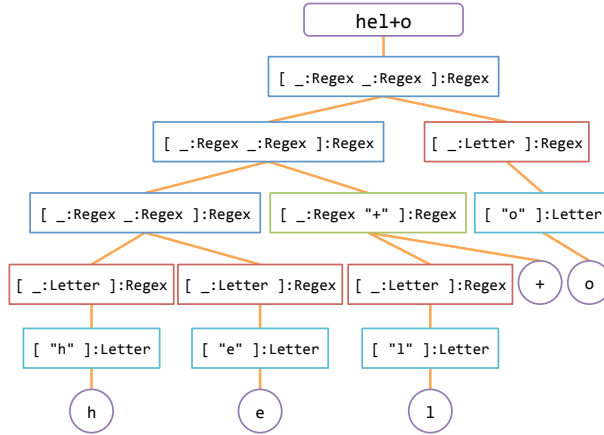 hel+o
[ _:Regex _:Regex ]:Regex
[ _:Regex _:Regex ]:Regex [ _:Letter ]:Regex
[ _:Regex _:Regex ]:Regex [ _:Regex "+" ]:Regex [ "o" ]:Letter
[ _:Letter ]:Regex [ _:Letter ]:Regex [ _:Letter ]:Regex + o
[ "h" ]:Letter [ "e" ]:Letter [ "l" ]:Letter
h e l